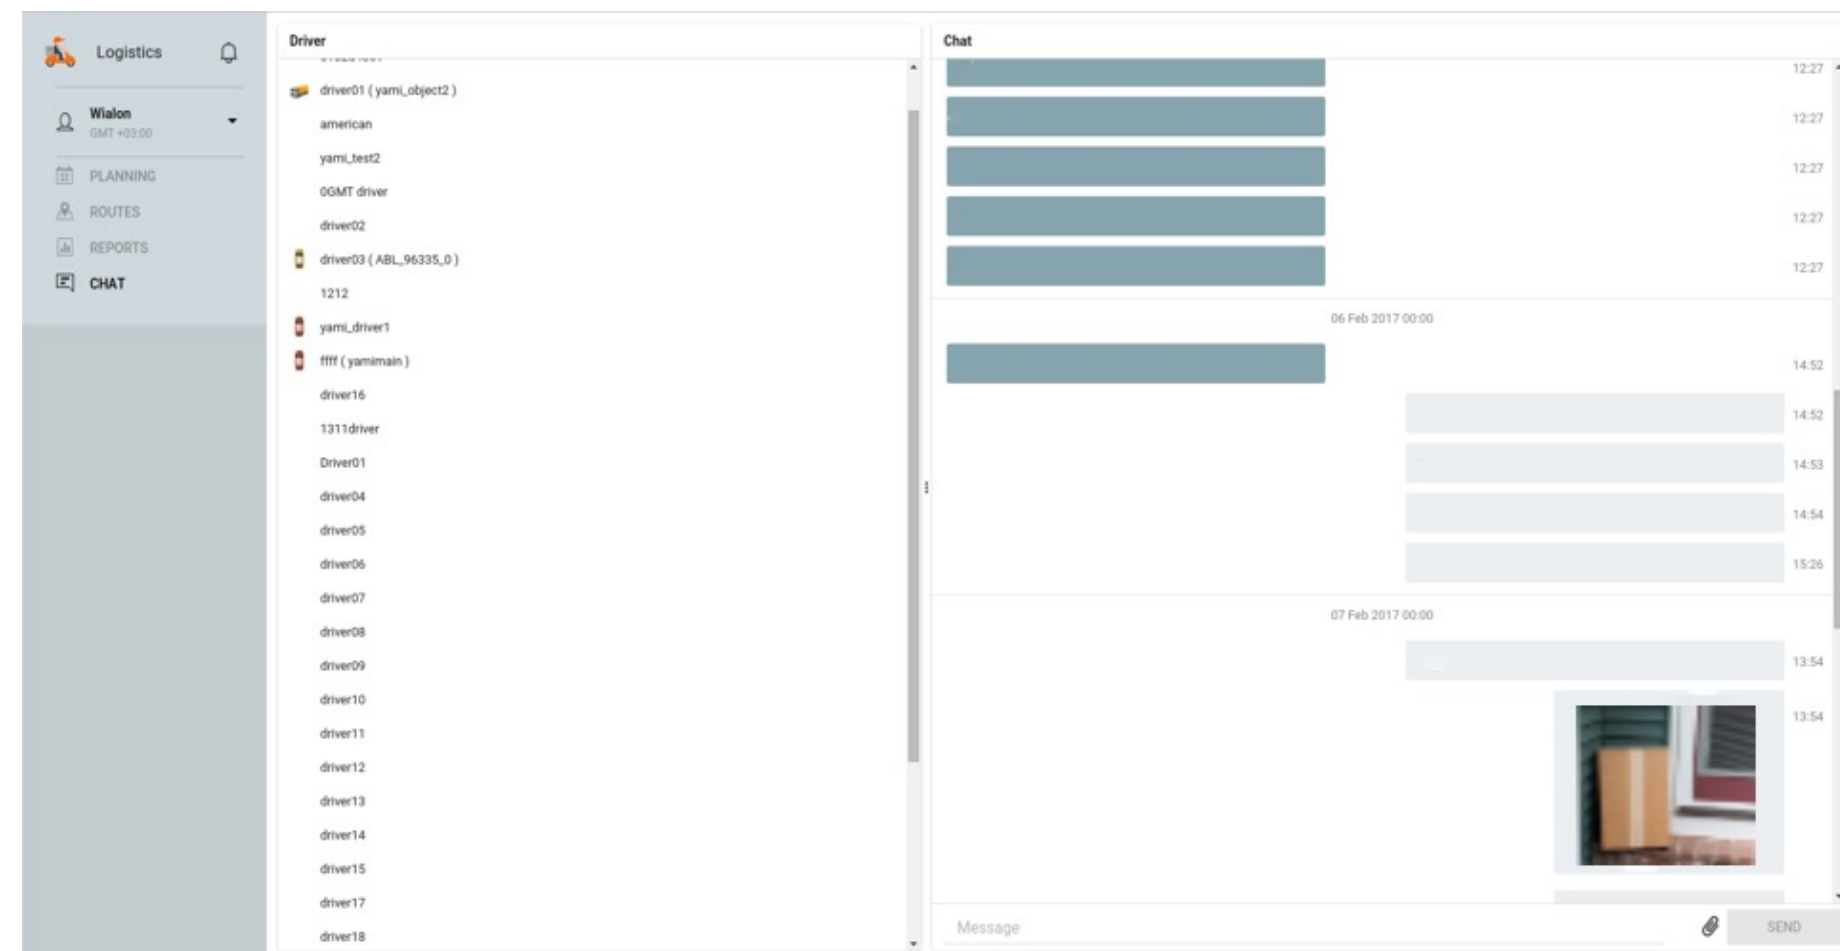 Logistics
Wialon
GMT +03:00
PLANNING
ROUTES
REPORTS
CHAT
Driver
driver01 ( yami_object2 )
american
yami_test2
0GMT driver
driver02
driver03 ( ABL_96335_0 )
1212
yami_driver1
fffff ( yamimain )
driver16
1311driver
Driver01
driver04
driver05
driver06
driver07
driver08
driver09
driver10
driver11
driver12
driver13
driver14
driver15
driver17
driver18
Chat
12:27
12:27
12:27
12:27
12:27
06 Feb 2017 00:00
14:52
14:52
14:53
14:54
15:26
07 Feb 2017 00:00
13:54
13:54
Message
SEND